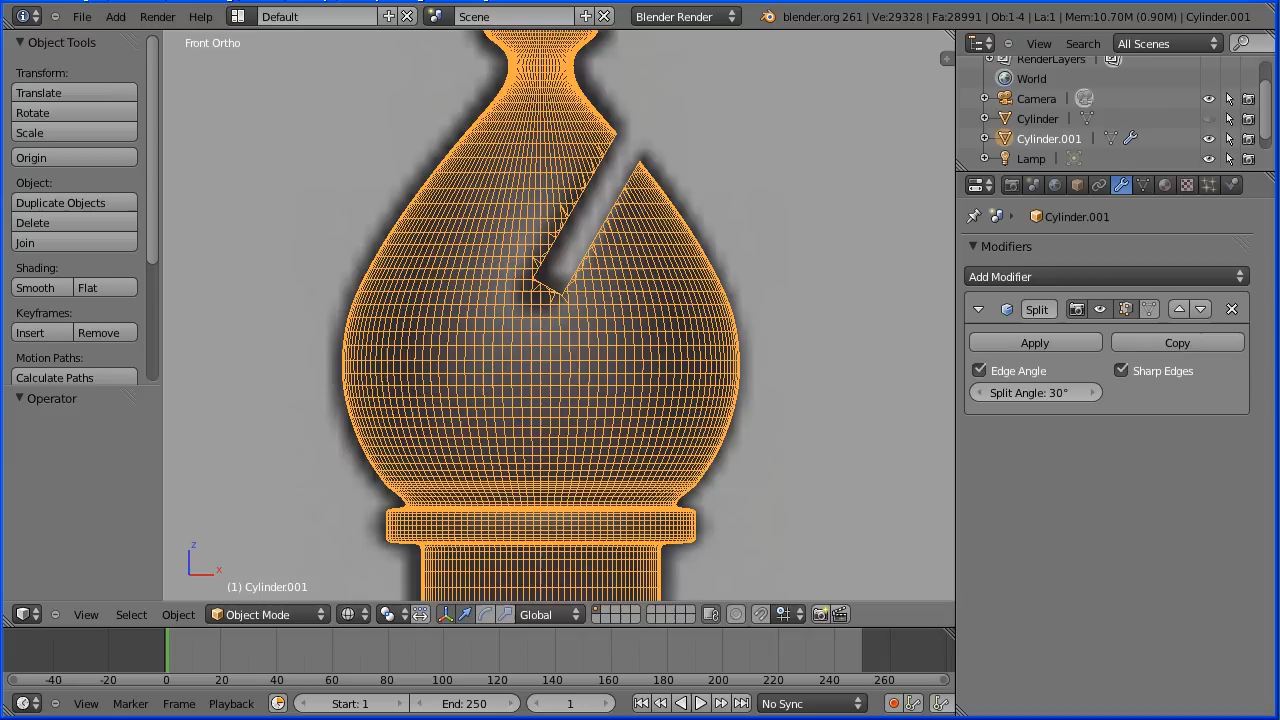 File Add Render Help Default Scene Blender Render blender.org 261 | Ve:29328 | Fa:28991 | Ob:1-4 | La:1 | Mem:10.70M (0.90M) | Cylinder.001
Object Tools
Transform:
Translate
Rotate
Scale
Origin
Object:
Duplicate Objects
Delete
Join
Shading:
Smooth Flat
Keyframes:
Insert Remove
Motion Paths:
Calculate Paths
Operator
Front Ortho
z
x
(1) Cylinder.001
View Select Object Object Mode Global
-40 -20 0 20 40 60 80 100 120 140 160 180 200 220 240 260
View Marker Frame Playback Start: 1 End: 250 1 No Sync
View Search All Scenes
RenderLayers
World
Camera
Cylinder
Cylinder.001
Lamp
Cylinder.001
Modifiers
Add Modifier
Split
Apply Copy
Edge Angle Sharp Edges
Split Angle: 30°